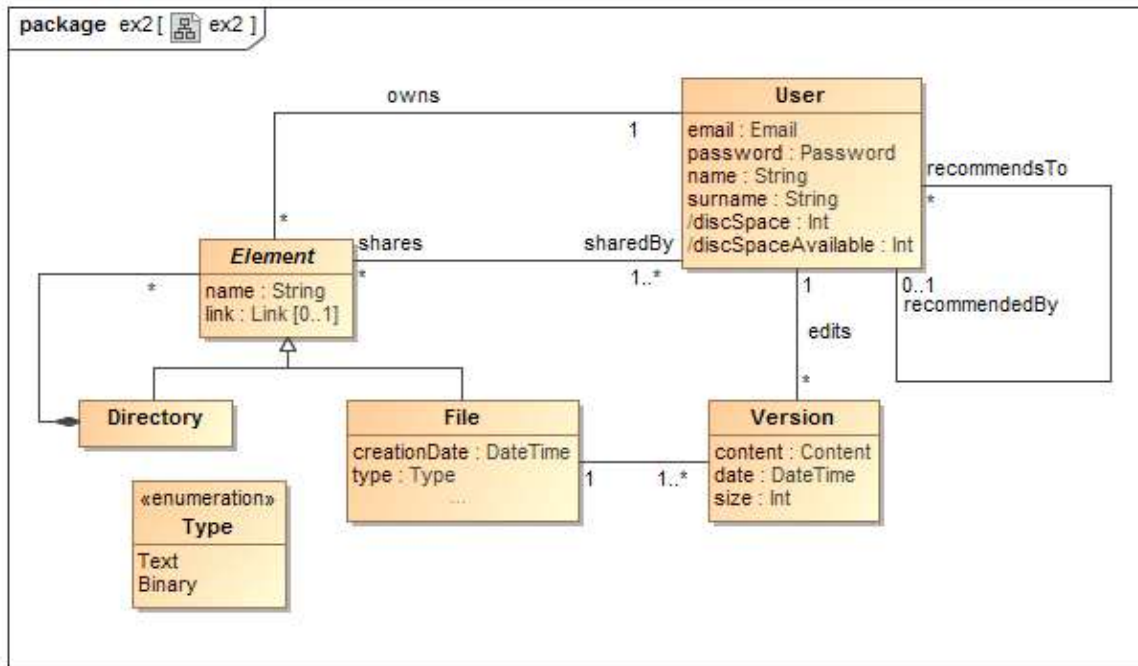 package ex2 [ ex2 ]
owns
1
*
User
email : Email
password : Password
name : String
surname : String
/discSpace : Int
/discSpaceAvailable : Int
recommendsTo
*
0..1
recommendedBy
shares
*
sharedBy
1..*
Element
name : String
link : Link [0..1]
*
1
edits
*
Directory
File
creationDate : DateTime
type : Type
...
1
1..*
Version
content : Content
date : DateTime
size : Int
«enumeration»
Type
Text
Binary